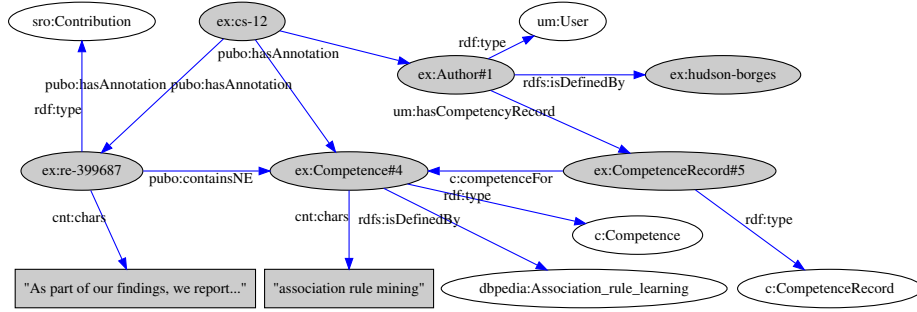 sro:Contribution
ex:cs-12
um:User
pubo:hasAnnotation
rdf:type
ex:Author#1
ex:hudson-borges
pubo:hasAnnotation
pubo:hasAnnotation
rdfs:isDefinedBy
rdf:type
um:hasCompetencyRecord
ex:re-399687
pubo:containsNE
ex:Competence#4
c:competenceFor
ex:CompetenceRecord#5
rdf:type
cnt:chars
cnt:chars
rdfs:isDefinedBy
rdf:type
c:Competence
"As part of our findings, we report..."
"association rule mining"
dbpedia:Association_rule_learning
c:CompetenceRecord